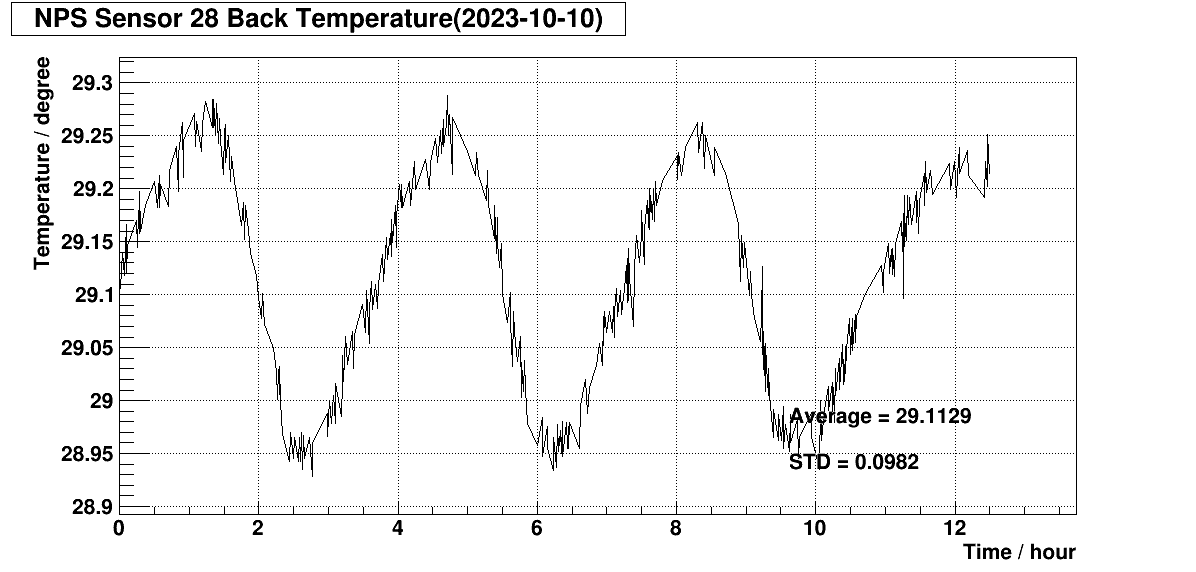 NPS Sensor 28 Back Temperature(2023-10-10)
Temperature / degree
29.3
29.25
29.2
29.15
29.1
29.05
29
28.95
28.9
Average = 29.1129
STD = 0.0982
0 2 4 6 8 10 12
Time / hour